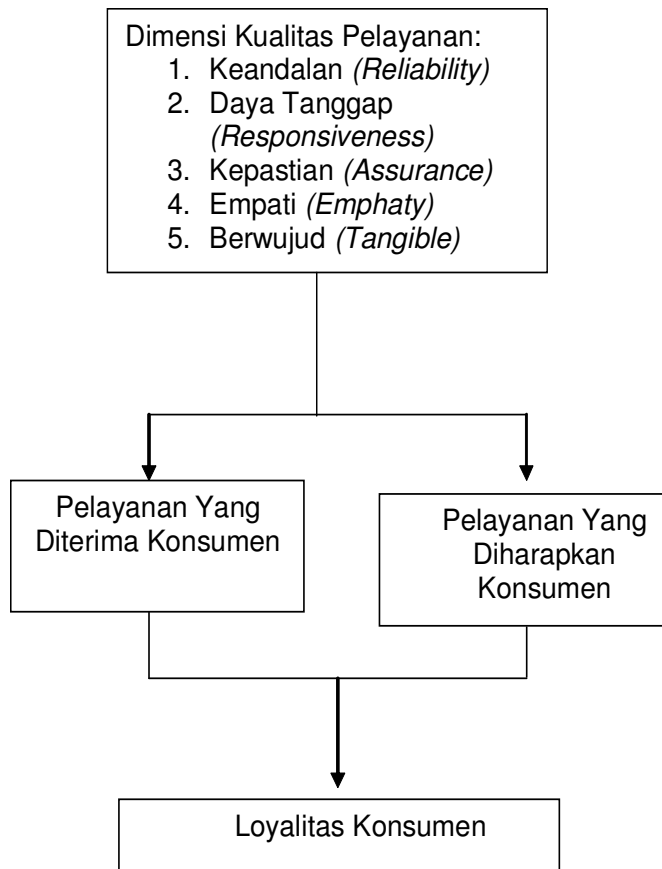 Dimensi Kualitas Pelayanan:
1. Keandalan (Reliability)
2. Daya Tanggap
(Responsiveness)
3. Kepastian (Assurance)
4. Empati (Emphaty)
5. Berwujud (Tangible)
Pelayanan Yang
Diterima Konsumen
Pelayanan Yang
Diharapkan
Konsumen
Loyalitas Konsumen